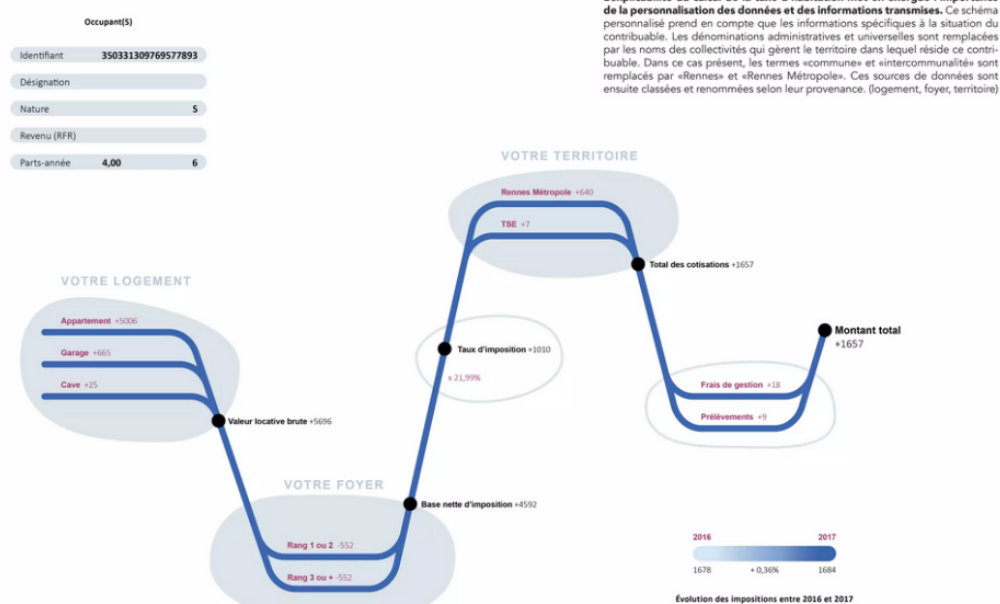 de la personnalisation des données et des informations transmises. Ce schéma
personnalisé prend en compte que les informations spécifiques à la situation du
contribuable. Les dénominations administratives et universelles sont remplacées
par les noms des collectivités qui gèrent le territoire dans lequel réside ce contri-
buable. Dans ce cas présent, les termes «commune» et «intercommunalité» sont
remplacés par «Rennes» et «Rennes Métropole». Ces sources de données sont
ensuite classées et renommées selon leur provenance. (logement, foyer, territoire)
Occupant(S)
Identifiant 350331309769577893
Désignation
Nature S
Revenu (RFR)
Parts-année 4,00 6
VOTRE TERRITOIRE
Rennes Métropole +640
TSE +7
Total des cotisations +1657
VOTRE LOGEMENT
Appartement +5006
Garage +665
Cave +25
Valeur locative brute +5696
Taux d'imposition +1010
x 21,99%
Montant total
+1657
Frais de gestion +18
Prélèvements +9
VOTRE FOYER
Base nette d'imposition +4592
Rang 1 ou 2 -552
Rang 3 ou + -552
2016 2017
1678 + 0,36% 1684
Évolution des impositions entre 2016 et 2017